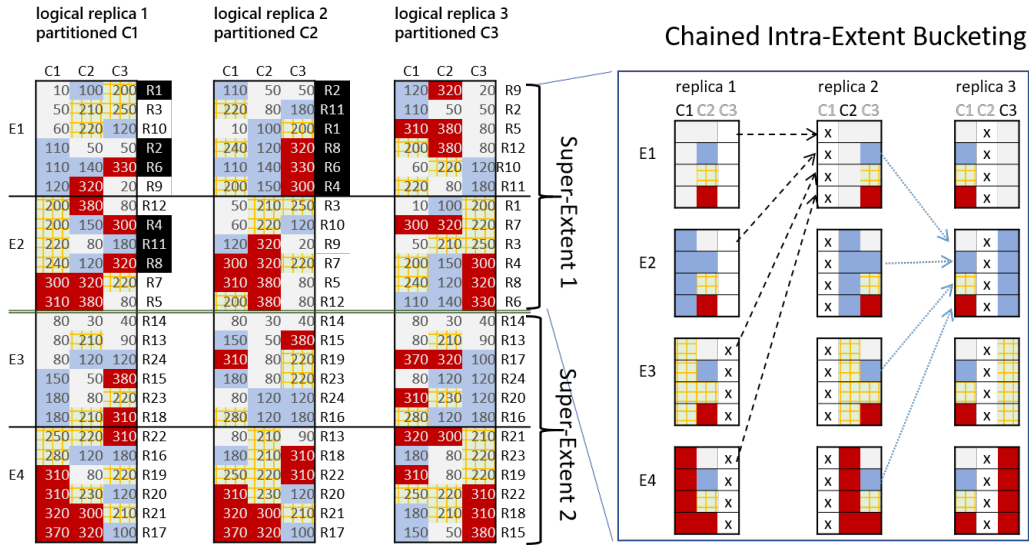 logical replica 1
partitioned C1
logical replica 2
partitioned C2
logical replica 3
partitioned C3
C1 C2 C3
C1 C2 C3
C1 C2 C3
10 100 200 R1 110 50 50 R2 120 320 20 R9
50 210 250 R3 220 80 180 R11 110 50 50 R2
E1 60 220 120 R10 10 100 200 R1 310 380 80 R5
110 50 50 R2 240 120 320 R8 200 380 80 R12
110 140 330 R6 110 140 330 R6 60 220 120 R10
120 320 20 R9 200 150 300 R4 220 80 180 R11
200 380 80 R12 50 210 250 R3 10 100 200 R1
200 150 300 R4 60 220 120 R10 300 320 220 R7
E2 220 80 180 R11 120 320 20 R9 50 210 250 R3
240 120 320 R8 300 320 220 R7 200 150 300 R4
300 320 220 R7 310 380 80 R5 240 120 320 R8
310 380 80 R5 200 380 80 R12 110 140 330 R6
80 30 40 R14 80 30 40 R14 80 30 40 R14
80 210 90 R13 150 50 380 R15 80 210 90 R13
E3 80 120 120 R24 310 80 220 R19 370 320 100 R17
150 50 380 R15 180 80 220 R23 80 120 120 R24
180 80 220 R23 80 120 120 R24 310 230 120 R20
180 210 310 R18 280 120 180 R16 280 120 180 R16
250 220 310 R22 80 210 90 R13 320 300 210 R21
280 120 180 R16 180 210 310 R18 180 80 220 R23
E4 310 80 220 R19 250 220 310 R22 310 80 220 R19
310 230 120 R20 310 230 120 R20 250 220 310 R22
320 300 210 R21 320 300 210 R21 180 210 310 R18
370 320 100 R17 370 320 100 R17 150 50 380 R15
Super-Extent 1
Super-Extent 2
Chained Intra-Extent Bucketing
replica 1
C1 C2 C3
replica 2
C1 C2 C3
replica 3
C1 C2 C3
E1
x x
x x
x x
x x
E2
x x
x x
x x
x x
E3
x x x
x x x
x x x
x x x
E4
x x x
x x x
x x x
x x x